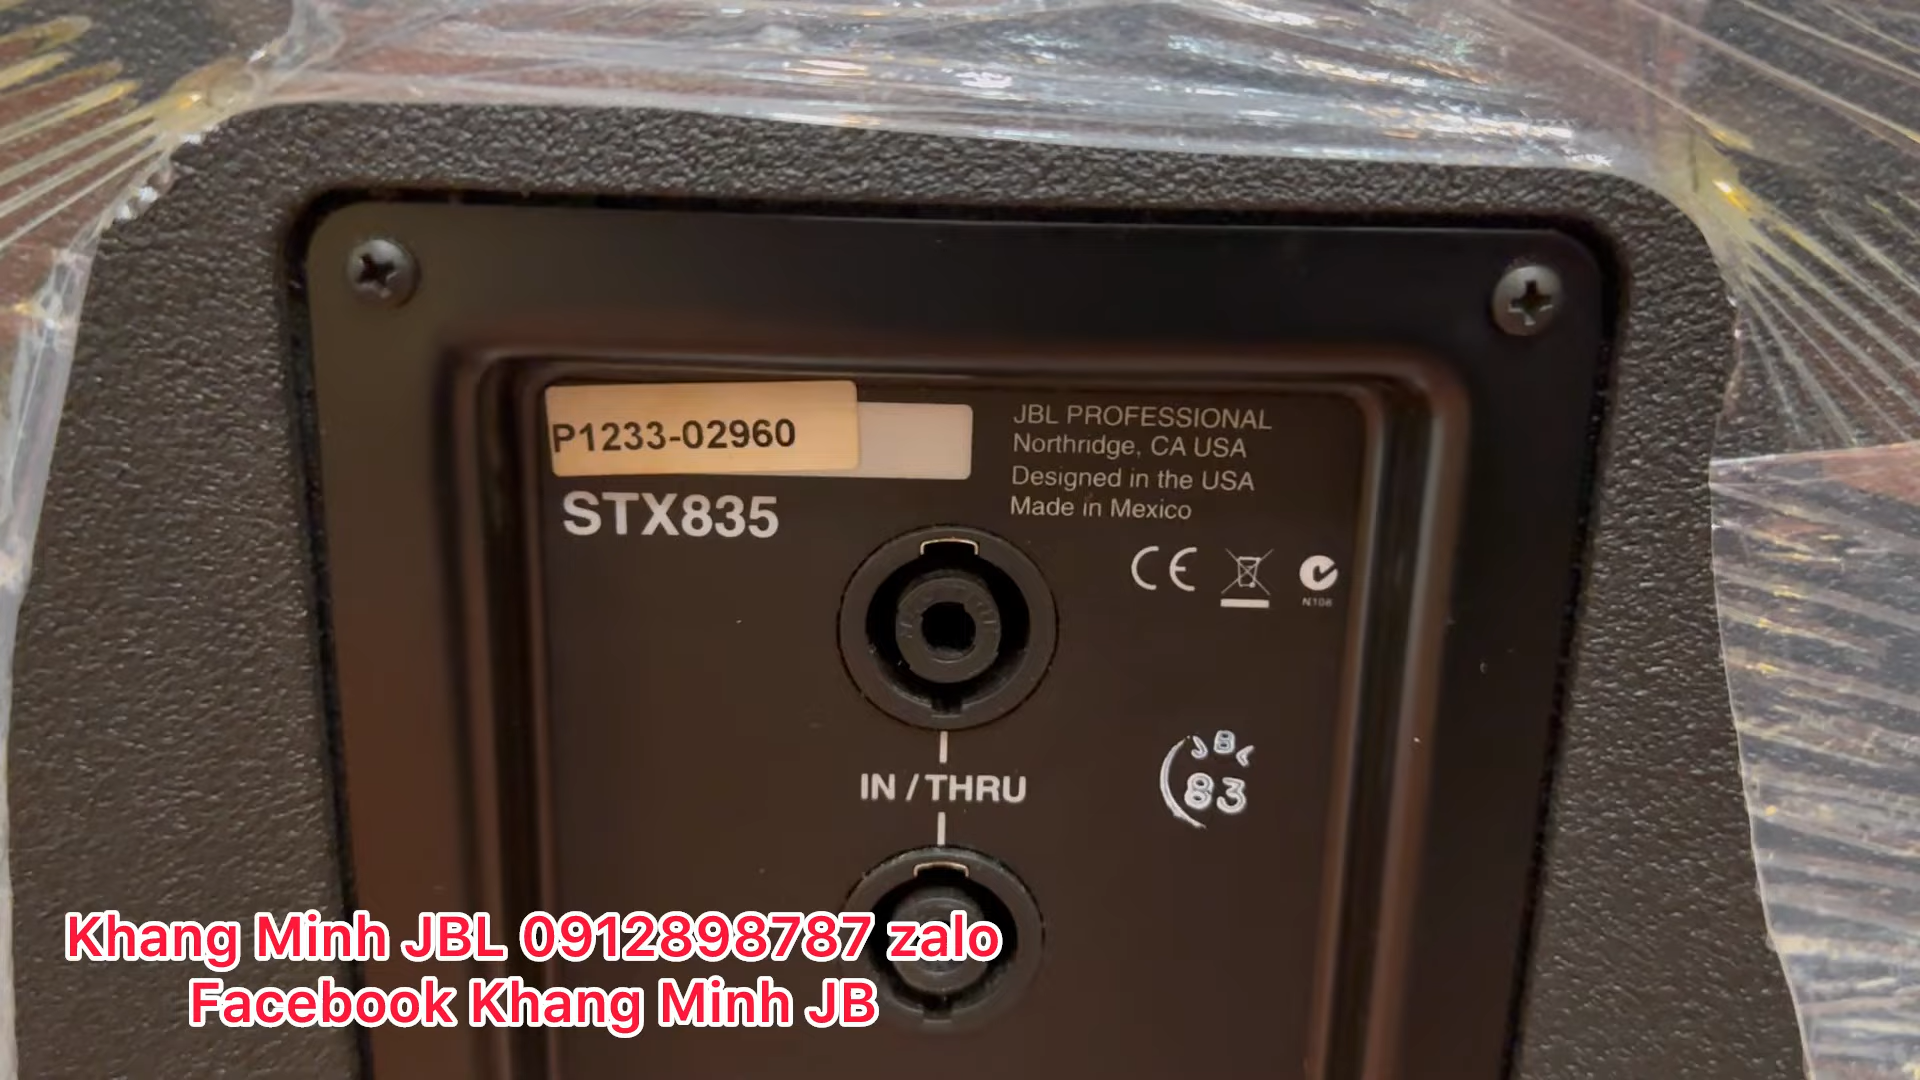 P1233-02960
STX835
JBL PROFESSIONAL
Northridge, CA USA
Designed in the USA
Made in Mexico
CE
N108
IN / THRU
JBL
83
Khang Minh JBL 0912898787 zalo
Facebook Khang Minh JB